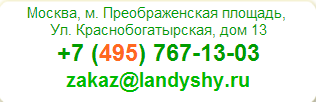 Москва, м. Преображенская площадь,
Ул. Краснобогатырская, дом 13
+7 (495) 767-13-03
zakaz@landyshy.ru